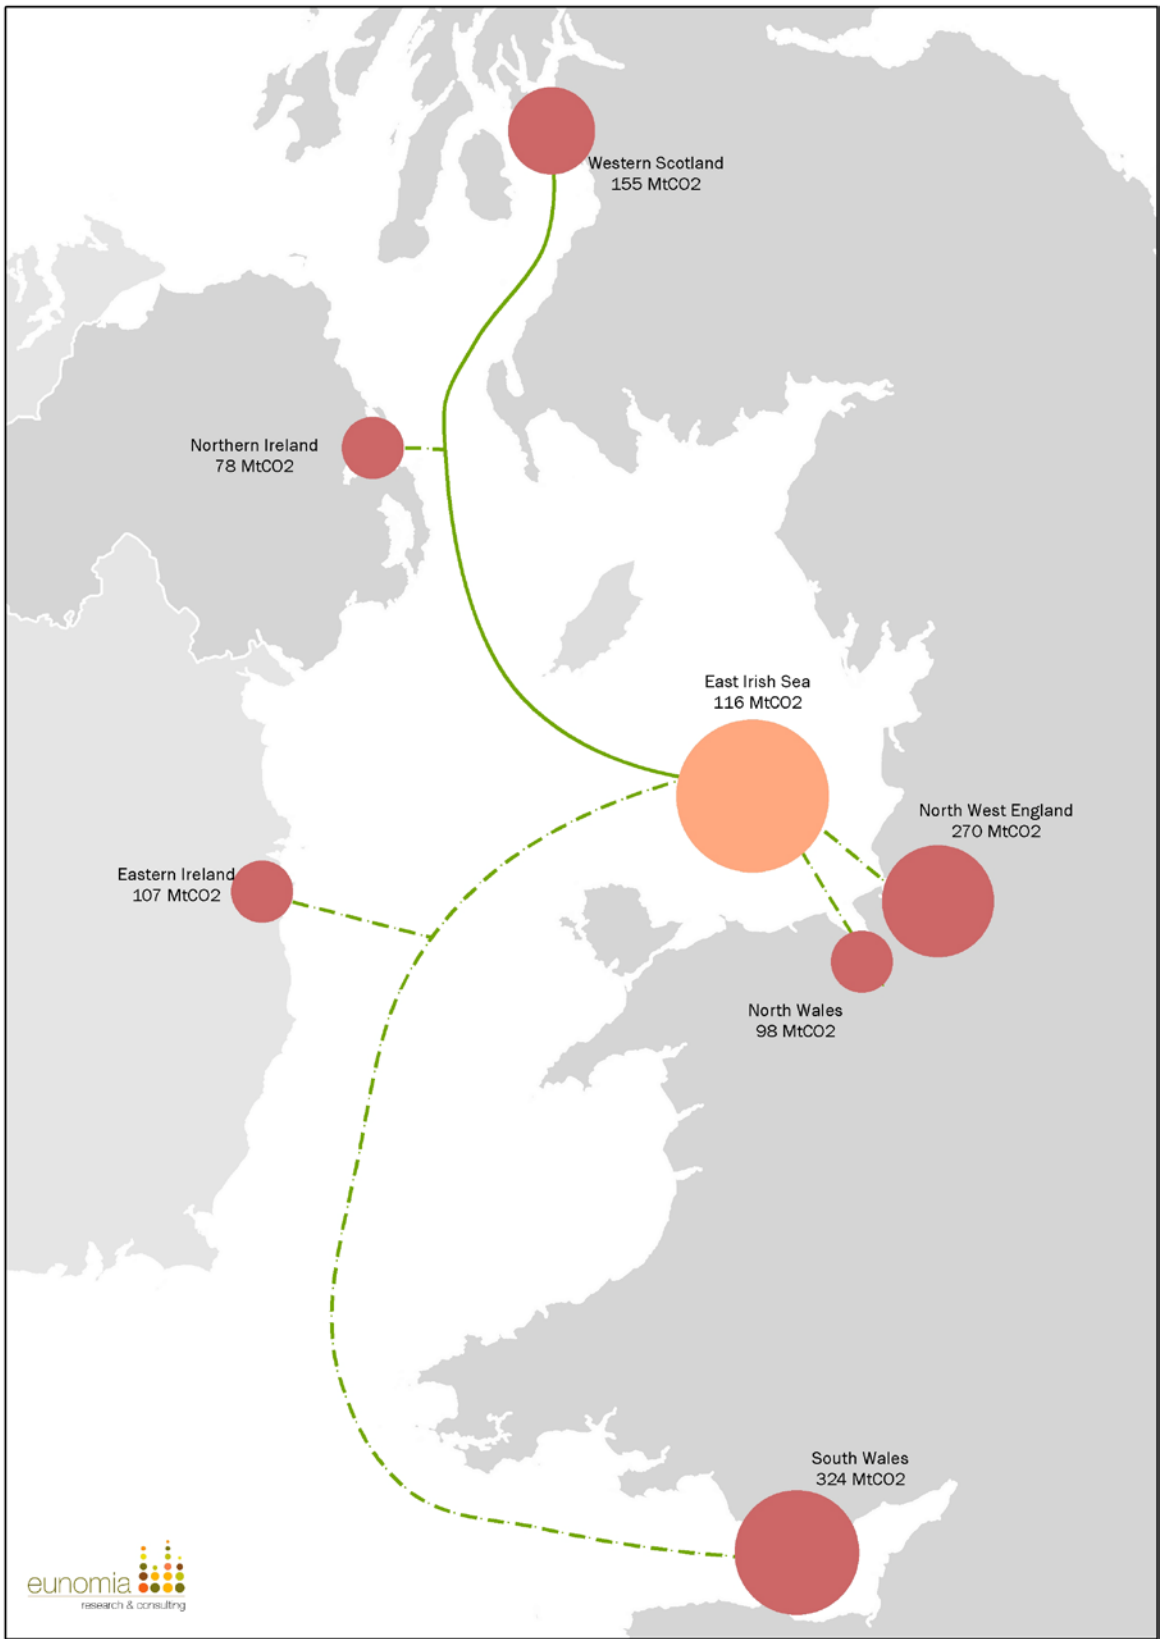 Western Scotland
155 MtCO2
Northern Ireland
78 MtCO2
East Irish Sea
116 MtCO2
North West England
270 MtCO2
Eastern Ireland
107 MtCO2
North Wales
98 MtCO2
South Wales
324 MtCO2
eunomia
research & consulting